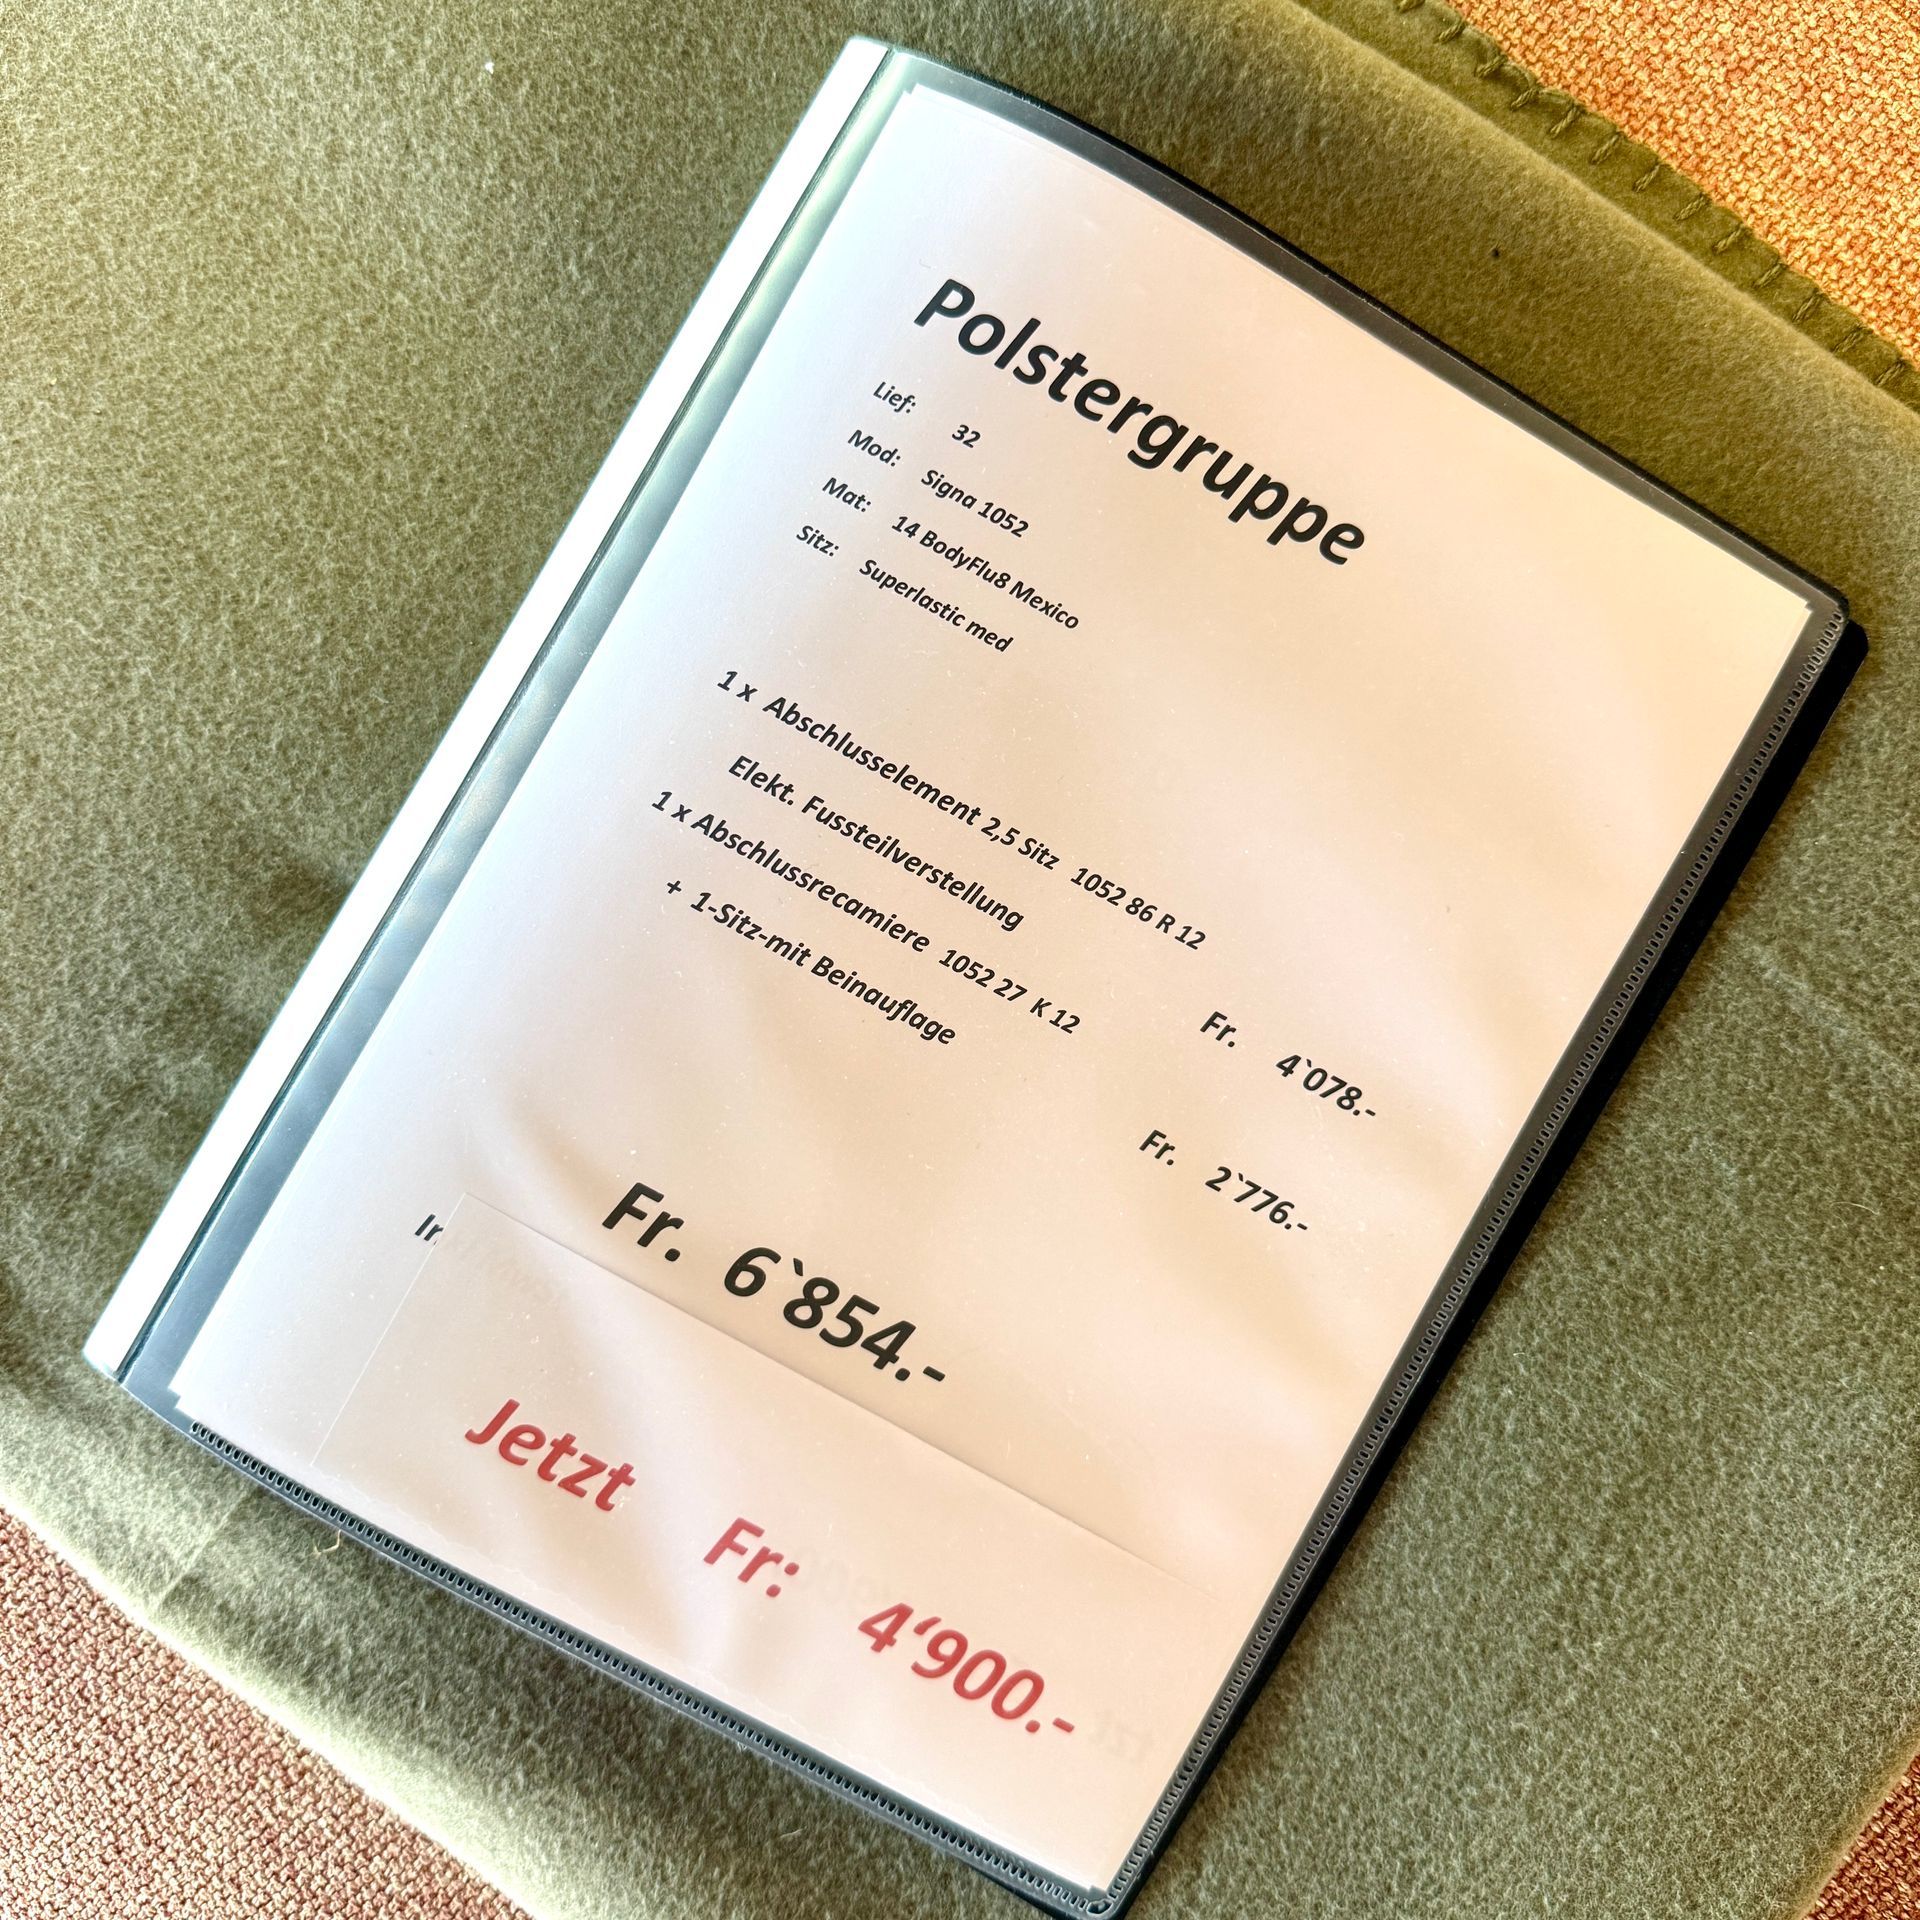 Polstergruppe
Lief: 32
Mod: Signa 1052
Mat: 14 BodyFlu8 Mexico
Sitz: Superlastic med
1 x Abschlusselement 2,5 Sitz 1052 86 R 12
Elekt. Fussteilverstellung Fr. 4`078.-
1 x Abschlussrecamiere 1052 27 K 12
+ 1-Sitz-mit Beinauflage Fr. 2`776.-
Fr. 6`854.-
Jetzt Fr: 4‘900.-